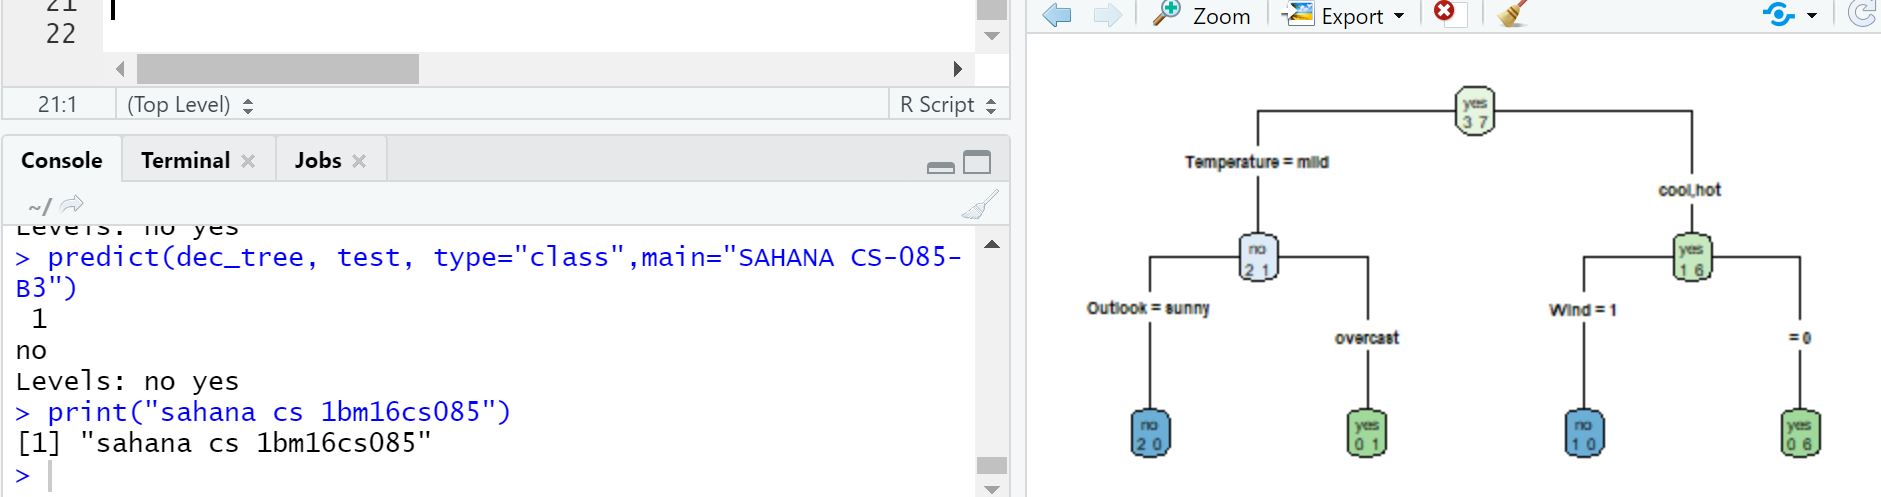 21
22
21:1 (Top Level) R Script
Console Terminal Jobs
~/
Levels: no yes
> predict(dec_tree, test, type="class",main="SAHANA CS-085-
B3")
1
no
Levels: no yes
> print("sahana cs 1bm16cs085")
[1] "sahana cs 1bm16cs085"
>
Zoom Export
yes
3 7
Temperature = mild
cool,hot
no
2 1
yes
1 6
Outlook = sunny
overcast
Wind = 1
= 0
no
2 0
yes
0 1
no
1 0
yes
0 6